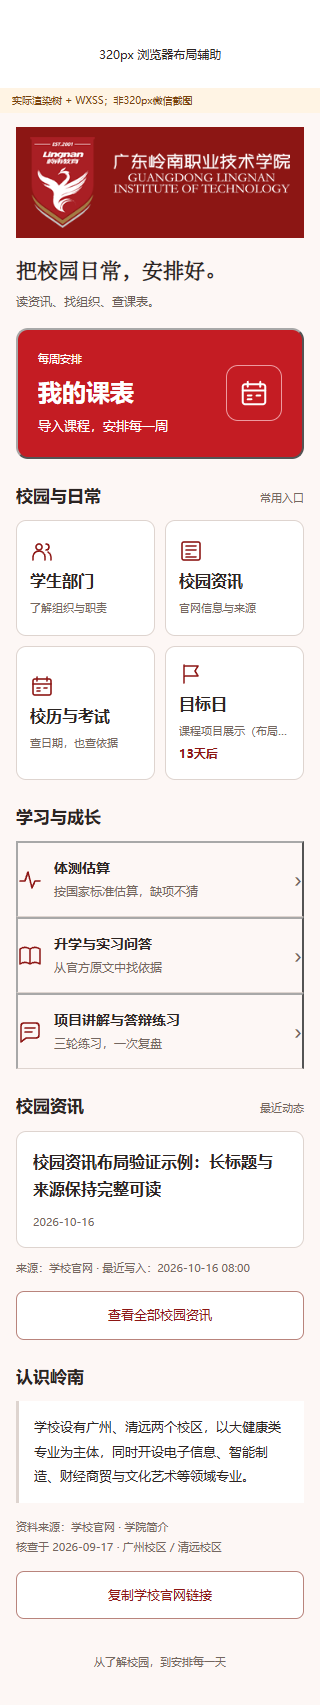 320px 浏览器布局辅助
实际渲染树 + WXSS；非320px微信截图
EST.2001
Lingnan
岭南教育
广东岭南职业技术学院
GUANGDONG LINGNAN
INSTITUTE OF TECHNOLOGY
把校园日常，安排好。
读资讯、找组织、查课表。
每周安排
我的课表
导入课程，安排每一周
校园与日常
常用入口
学生部门
了解组织与职责
校园资讯
官网信息与来源
校历与考试
查日期，也查依据
目标日
课程项目展示（布局...
13天后
学习与成长
体测估算
按国家标准估算，缺项不猜
升学与实习问答
从官方原文中找依据
项目讲解与答辩练习
三轮练习，一次复盘
校园资讯
最近动态
校园资讯布局验证示例：长标题与
来源保持完整可读
2026-10-16
来源：学校官网 · 最近写入：2026-10-16 08:00
查看全部校园资讯
认识岭南
学校设有广州、清远两个校区，以大健康类
专业为主体，同时开设电子信息、智能制
造、财经商贸与文化艺术等领域专业。
资料来源：学校官网 · 学院简介
核查于 2026-09-17 · 广州校区 / 清远校区
复制学校官网链接
从了解校园，到安排每一天